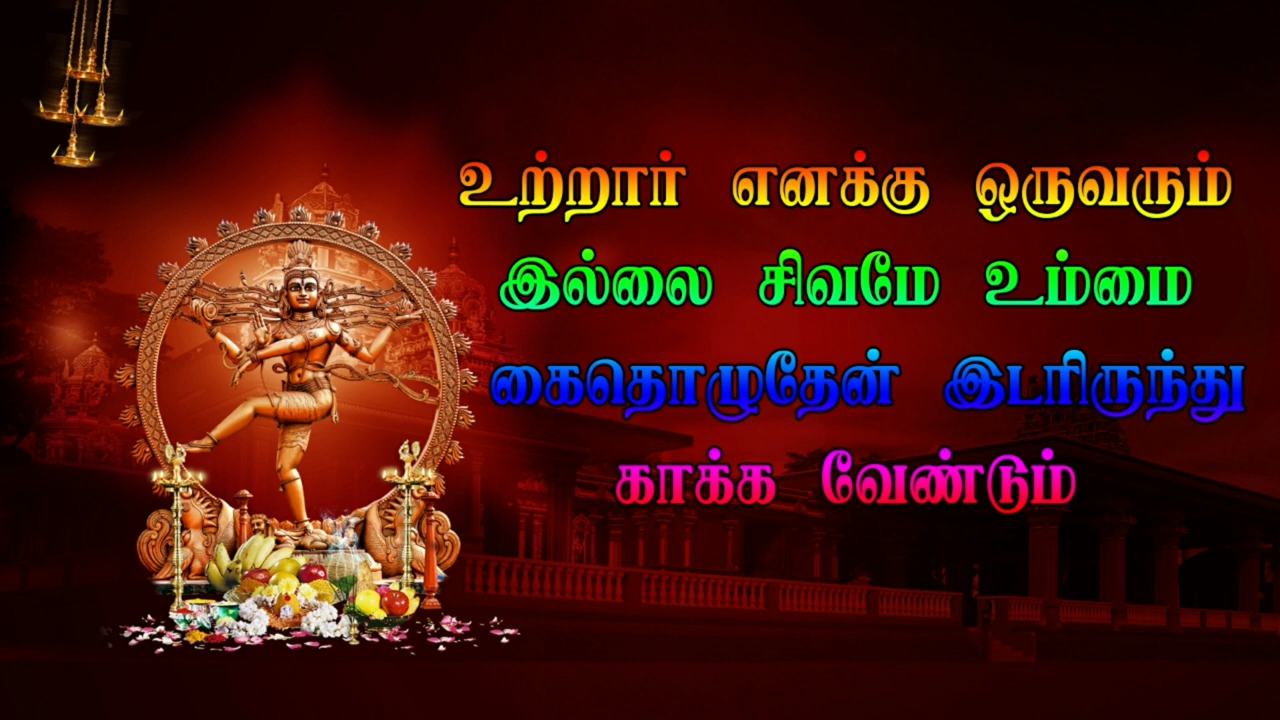 உற்றார் எனக்கு ஒருவரும்
இல்லை சிவமே உம்மை
கைதொழுதேன் இடரிருந்து
காக்க வேண்டும்